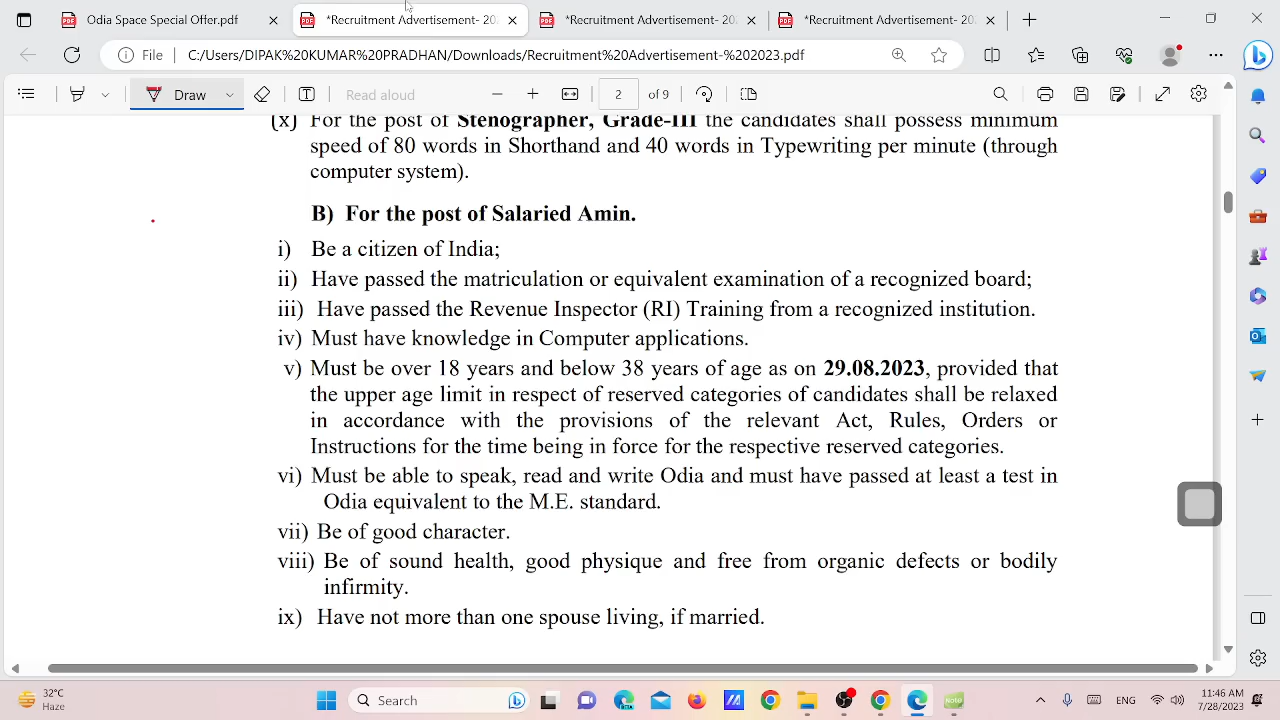 Odia Space Special Offer.pdf
*Recruitment Advertisement- 202
*Recruitment Advertisement- 202
*Recruitment Advertisement- 202
File C:/Users/DIPAK%20KUMAR%20PRADHAN/Downloads/Recruitment%20Advertisement-%202023.pdf
Draw Read aloud 2 of 9
(x) For the post of Stenographer, Grade-III the candidates shall possess minimum
speed of 80 words in Shorthand and 40 words in Typewriting per minute (through
computer system).
B) For the post of Salaried Amin.
i) Be a citizen of India;
ii) Have passed the matriculation or equivalent examination of a recognized board;
iii) Have passed the Revenue Inspector (RI) Training from a recognized institution.
iv) Must have knowledge in Computer applications.
v) Must be over 18 years and below 38 years of age as on 29.08.2023, provided that
the upper age limit in respect of reserved categories of candidates shall be relaxed
in accordance with the provisions of the relevant Act, Rules, Orders or
Instructions for the time being in force for the respective reserved categories.
vi) Must be able to speak, read and write Odia and must have passed at least a test in
Odia equivalent to the M.E. standard.
vii) Be of good character.
viii) Be of sound health, good physique and free from organic defects or bodily
infirmity.
ix) Have not more than one spouse living, if married.
32°C
Haze
Search
ENG
11:46 AM
7/28/2023